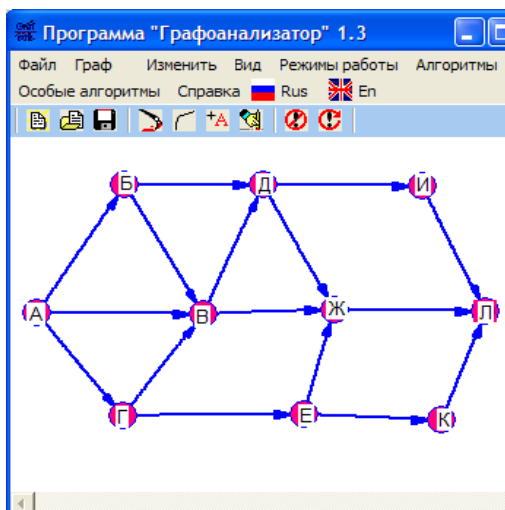 Программа "Графоанализатор" 1.3
Файл Граф Изменить Вид Режимы работы Алгоритмы
Особые алгоритмы Справка Rus En
+A
Б Д И
А В Ж Л
Г Е К